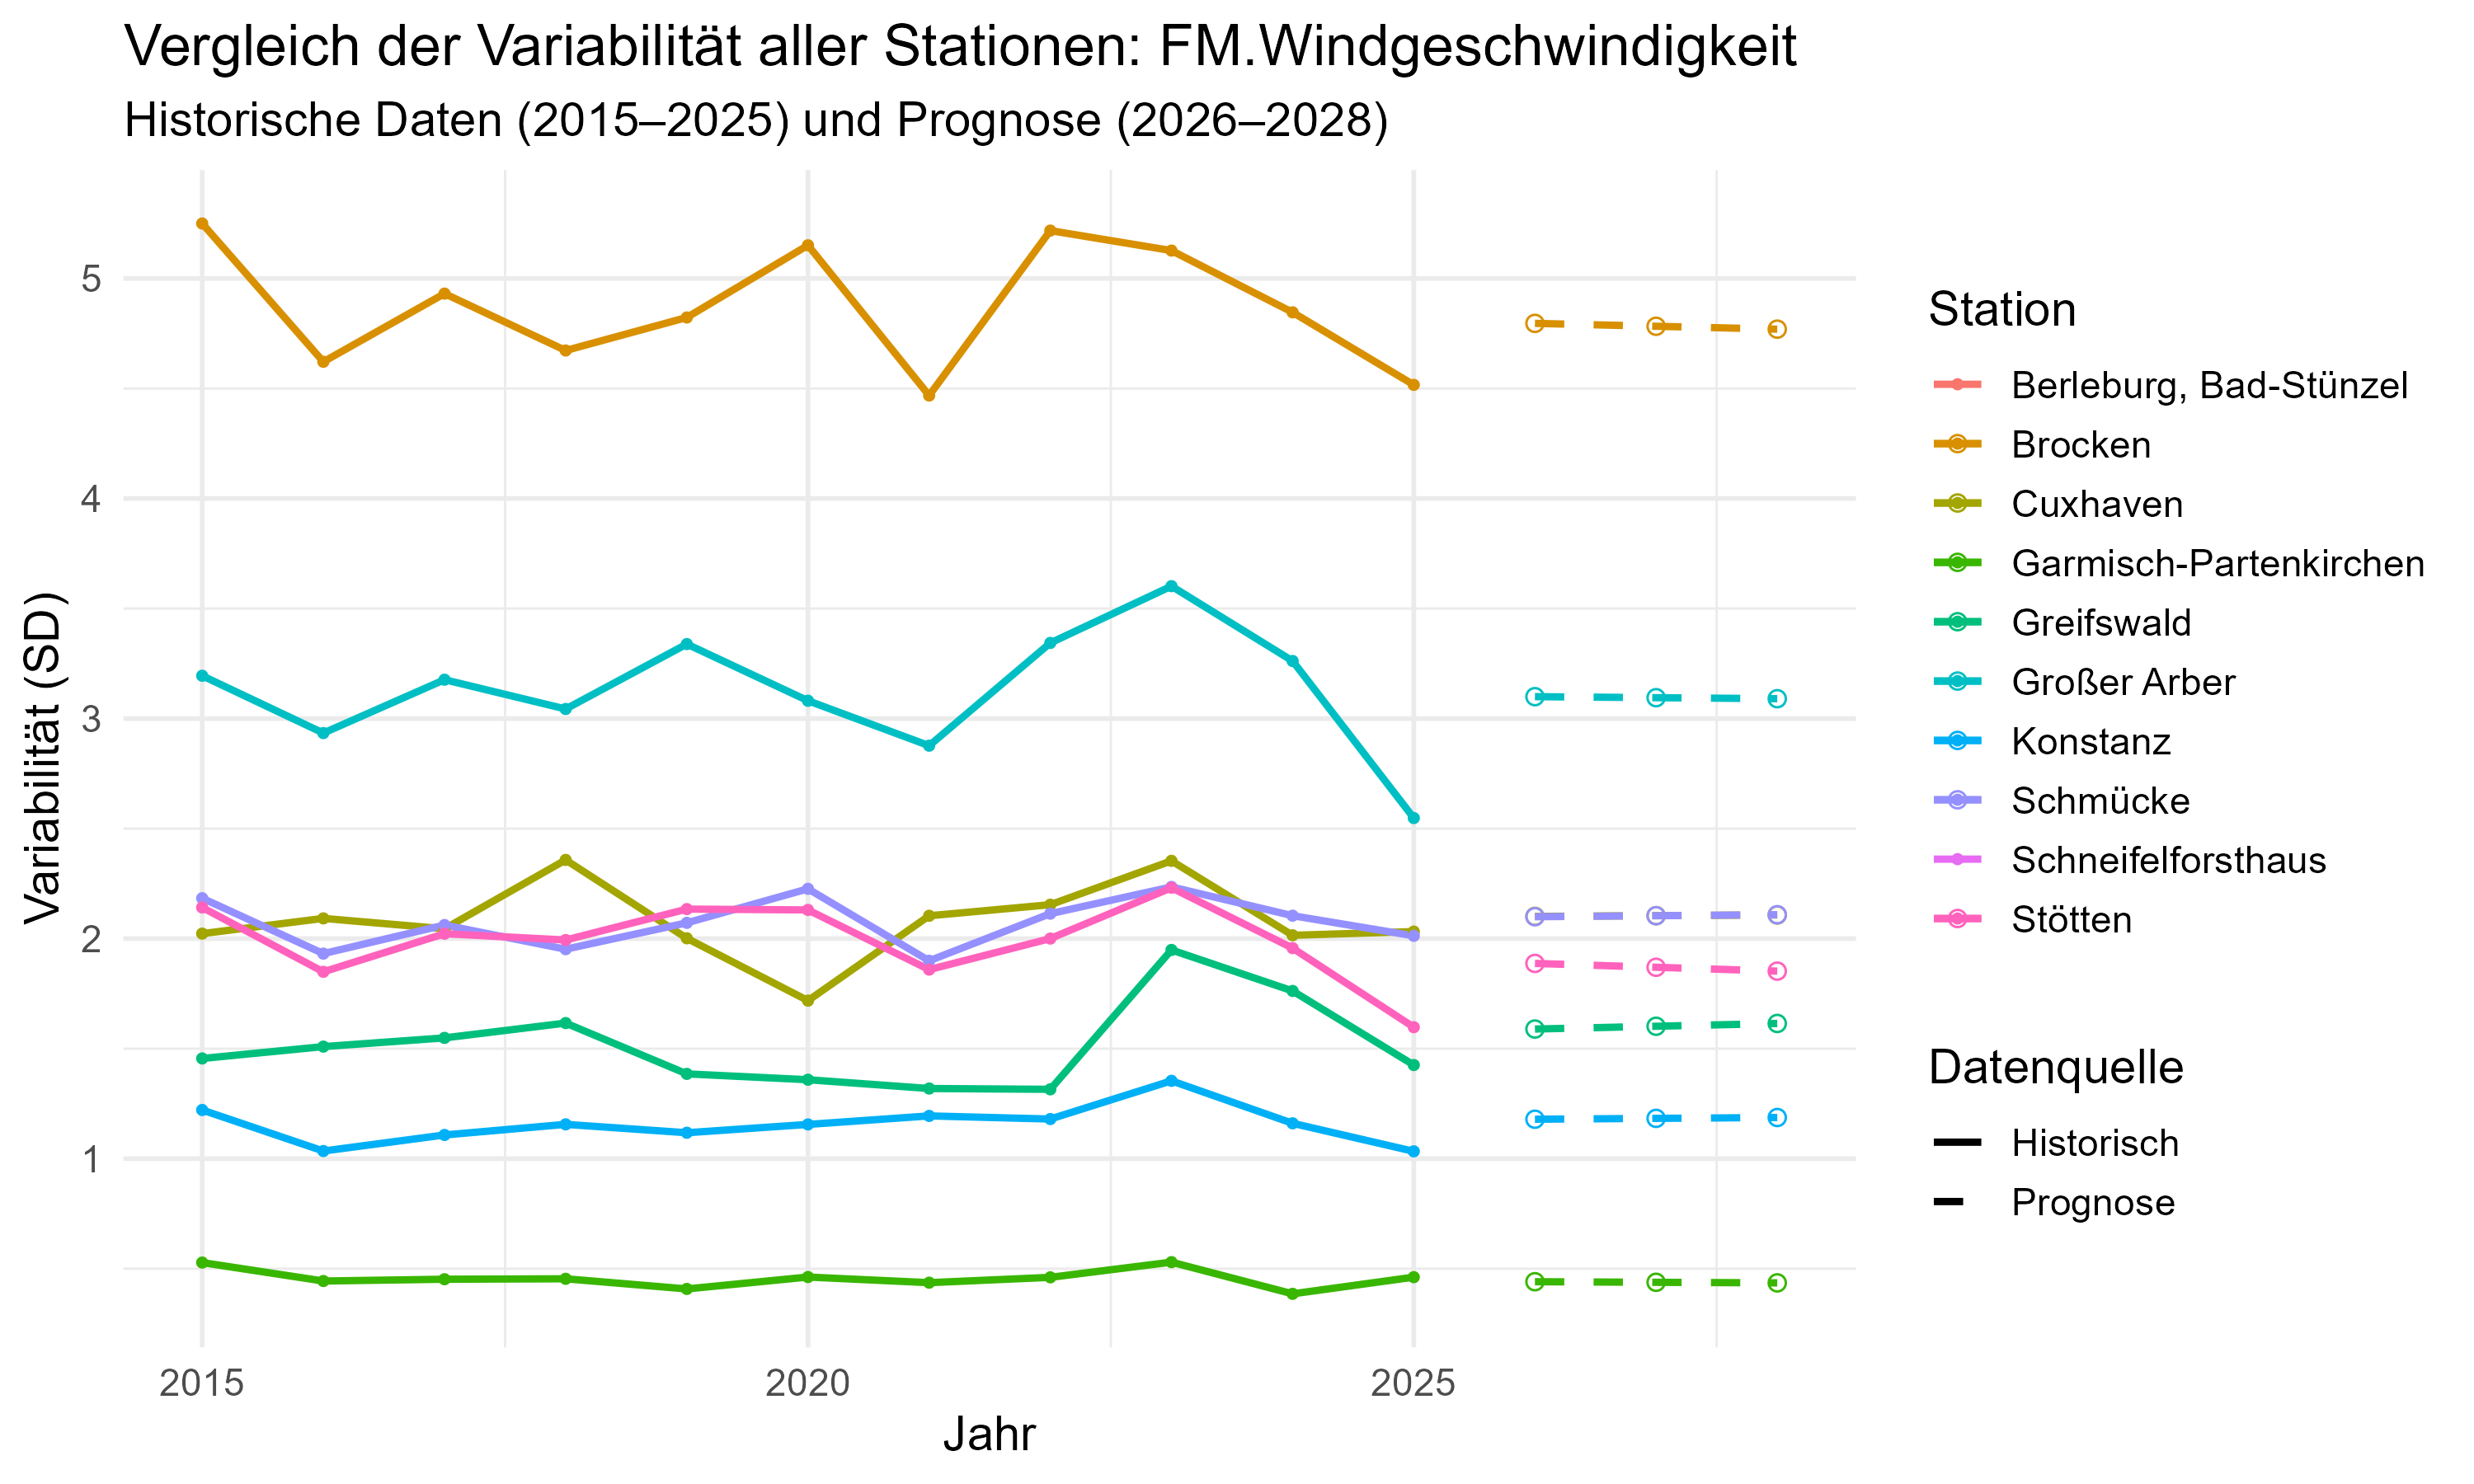 Vergleich der Variabilität aller Stationen: FM.Windgeschwindigkeit
Historische Daten (2015–2025) und Prognose (2026–2028)
Variabilität (SD)
5
4
3
2
1
2015
2020
2025
Jahr
Station
Berleburg, Bad-Stünzel
Brocken
Cuxhaven
Garmisch-Partenkirchen
Greifswald
Großer Arber
Konstanz
Schmücke
Schneifelforsthaus
Stötten
Datenquelle
Historisch
Prognose